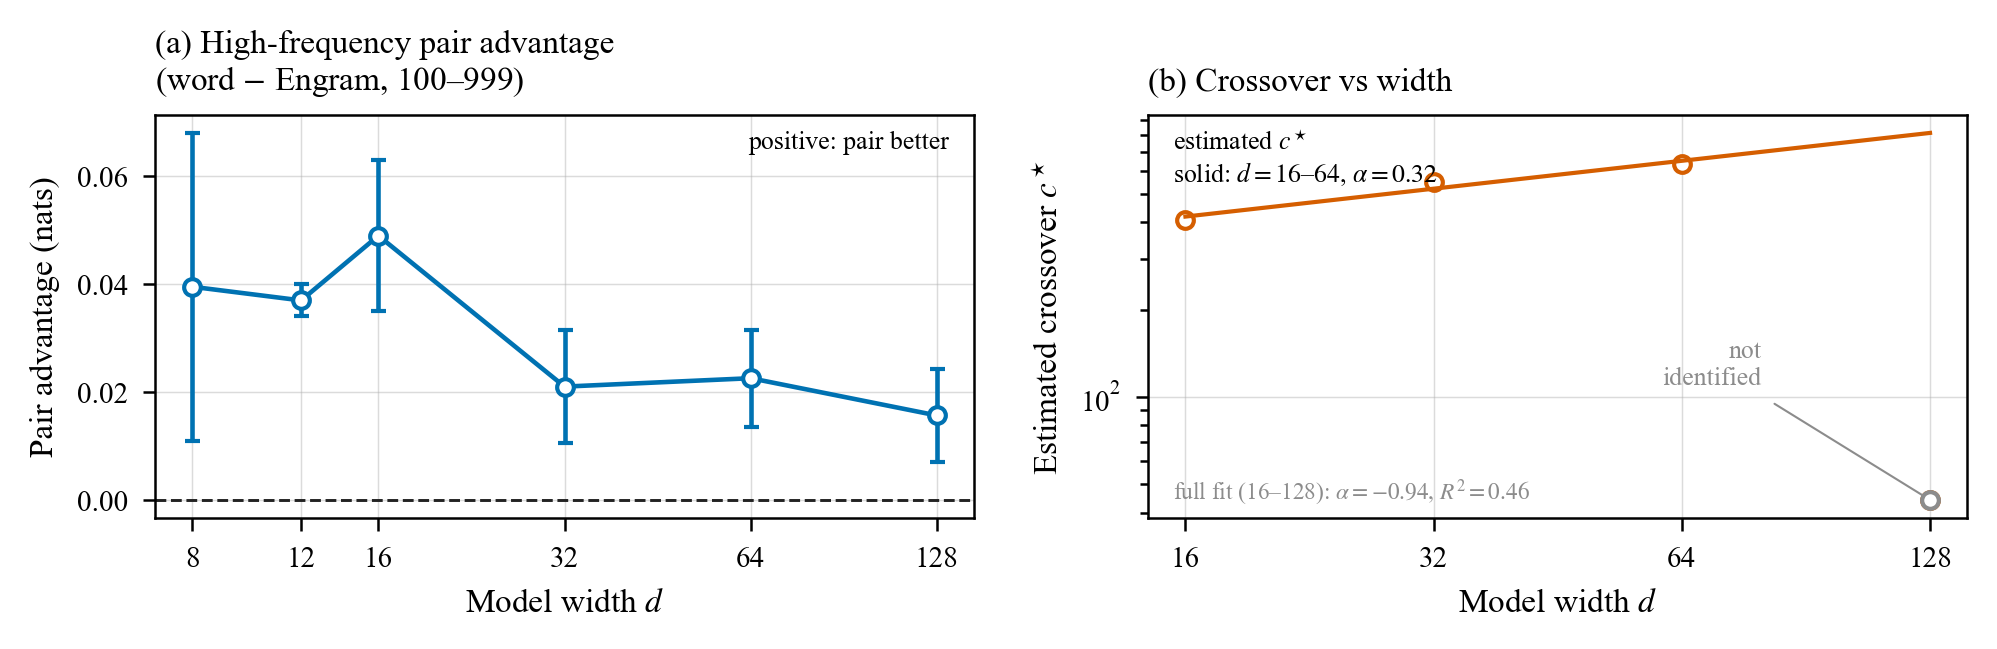 (a) High-frequency pair advantage
(word − Engram, 100–999)
positive: pair better
Pair advantage (nats)
0.06
0.04
0.02
0.00
8 12 16 32 64 128
Model width d
(b) Crossover vs width
estimated c⋆
solid: d = 16–64, α = 0.32
Estimated crossover c⋆
10²
not
identified
full fit (16–128): α = −0.94, R² = 0.46
16 32 64 128
Model width d